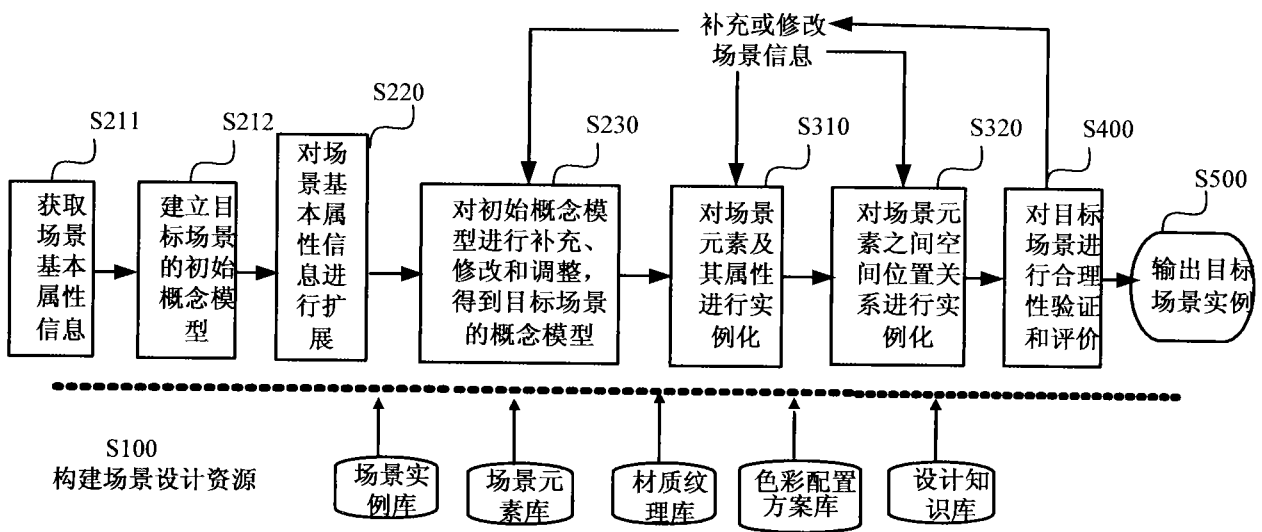 补充或修改
场景信息
S211
S212
S220
S230
S310
S320
S400
S500
获取
场景
基本
属性
信息
建立目
标场景
的初始
概念模
型
对场
景基
本属
性信
息进
行扩
展
对初始概念模
型进行补充、
修改和调整，
得到目标场景
的概念模型
对场景
元素及
其属性
进行实
例化
对场景元
素之间空
间位置关
系进行实
例化
对目标
场景进
行合理
性验证
和评价
输出目标
场景实例
S100
构建场景设计资源
场景实
例库
场景元
素库
材质纹
理库
色彩配置
方案库
设计知
识库